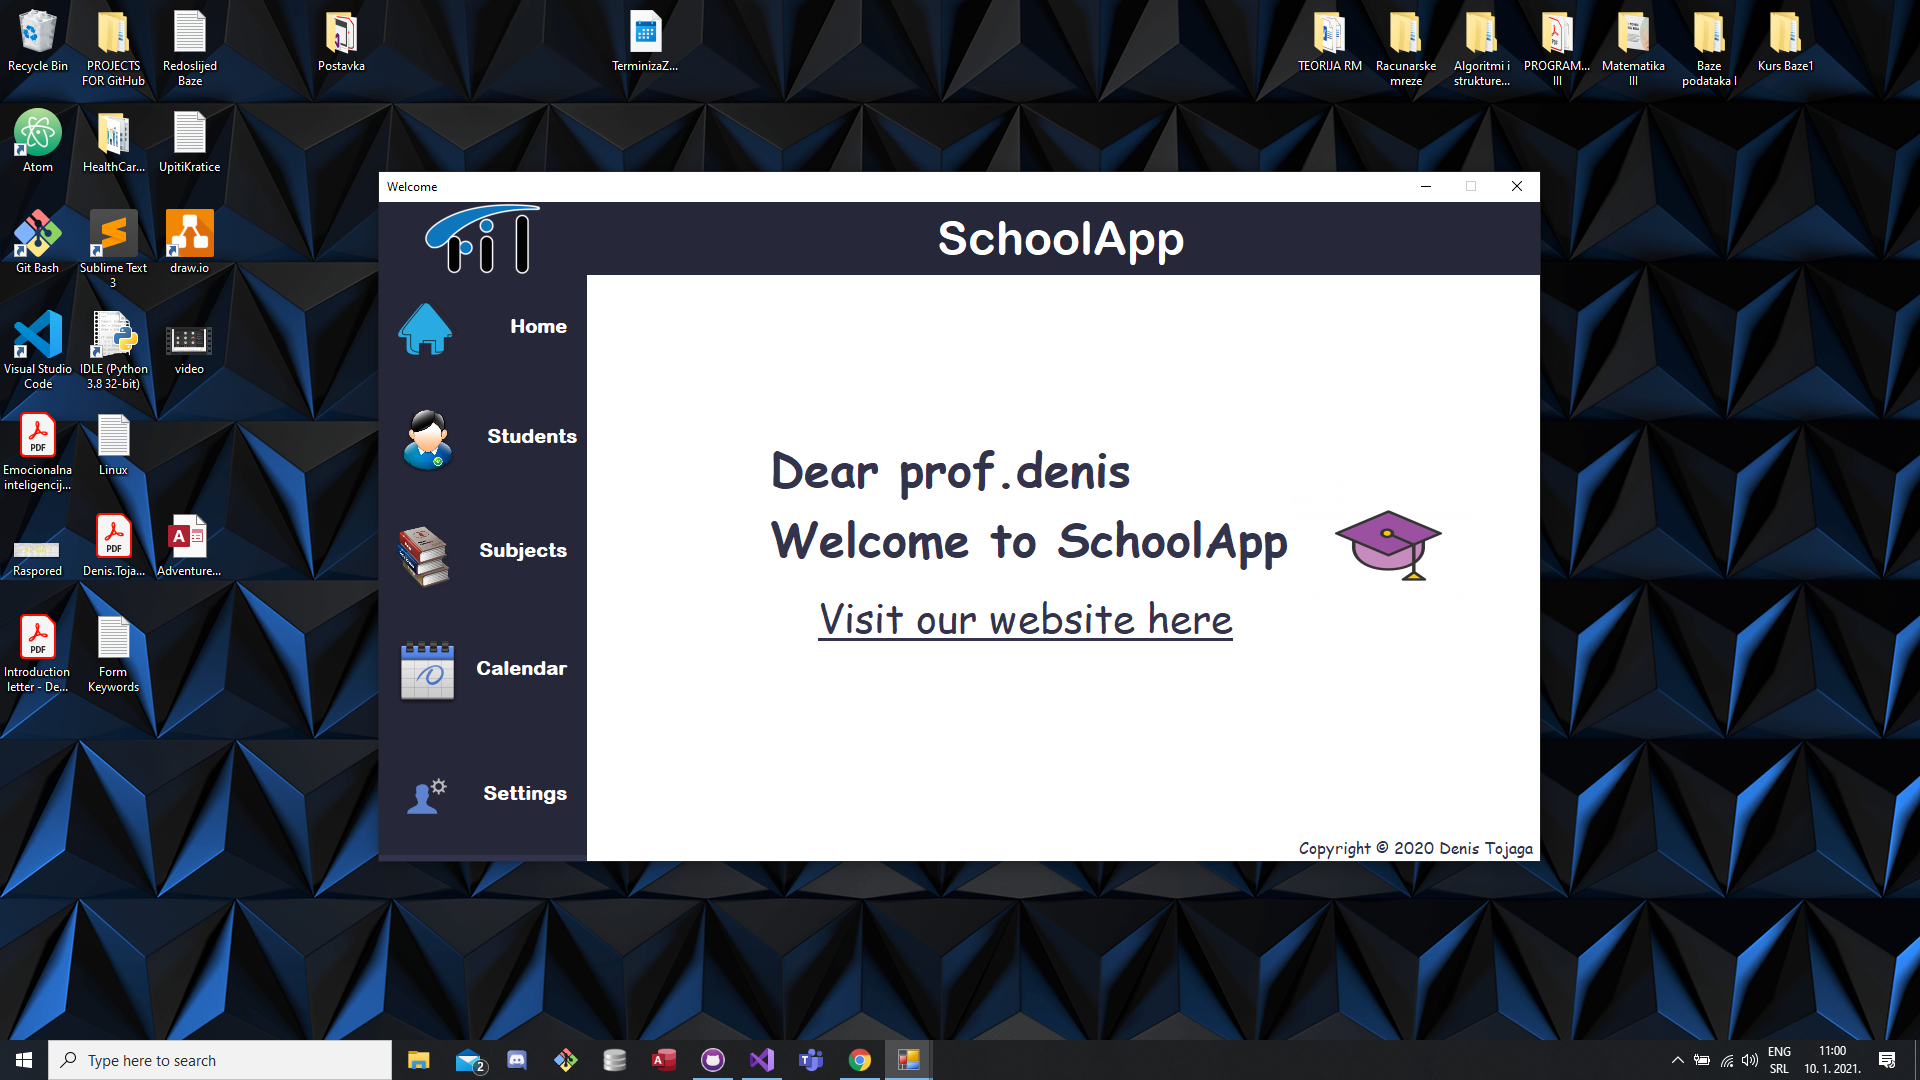 Recycle Bin
PROJECTS
FOR GitHub
Redoslijed
Baze
Postavka
TerminizaZ...
TEORIJA RM
Racunarske
mreze
Algoritmi i
strukture...
PROGRAM...
III
Matematika
III
Baze
podataka I
Kurs Baze1
Atom
HealthCar...
UpitiKratice
Git Bash
Sublime Text
3
draw.io
Visual Studio
Code
IDLE (Python
3.8 32-bit)
video
PDF
Emocionalna
inteligencij...
Linux
Raspored
PDF
Denis.Toja...
Adventure...
PDF
Introduction
letter - De...
Form
Keywords
Welcome
FIT
SchoolApp
Home
Students
Subjects
Calendar
Settings
Dear prof.denis
Welcome to SchoolApp
Visit our website here
Copyright © 2020 Denis Tojaga
Type here to search
2
ENG
SRL
11:00
10. 1. 2021.